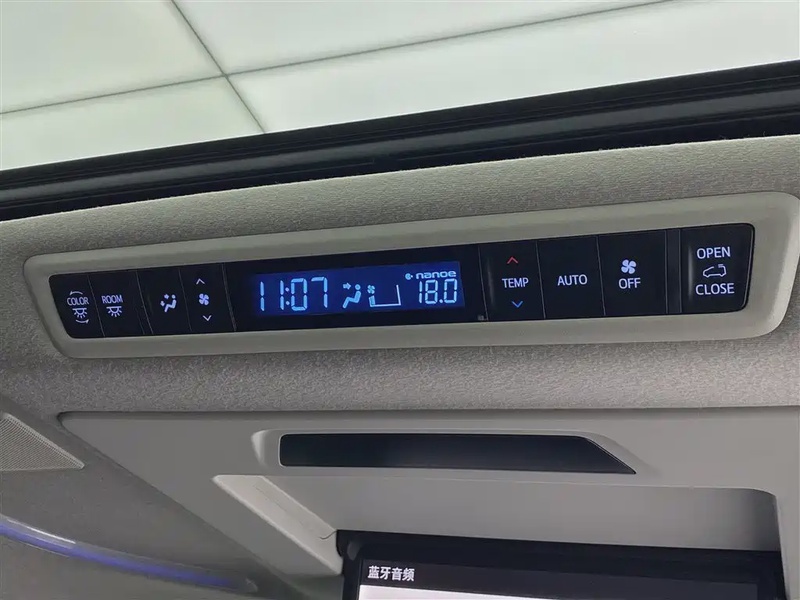 COLOR
ROOM
11:07
nanoe
18.0
TEMP
AUTO
OFF
OPEN
CLOSE
蓝牙音频